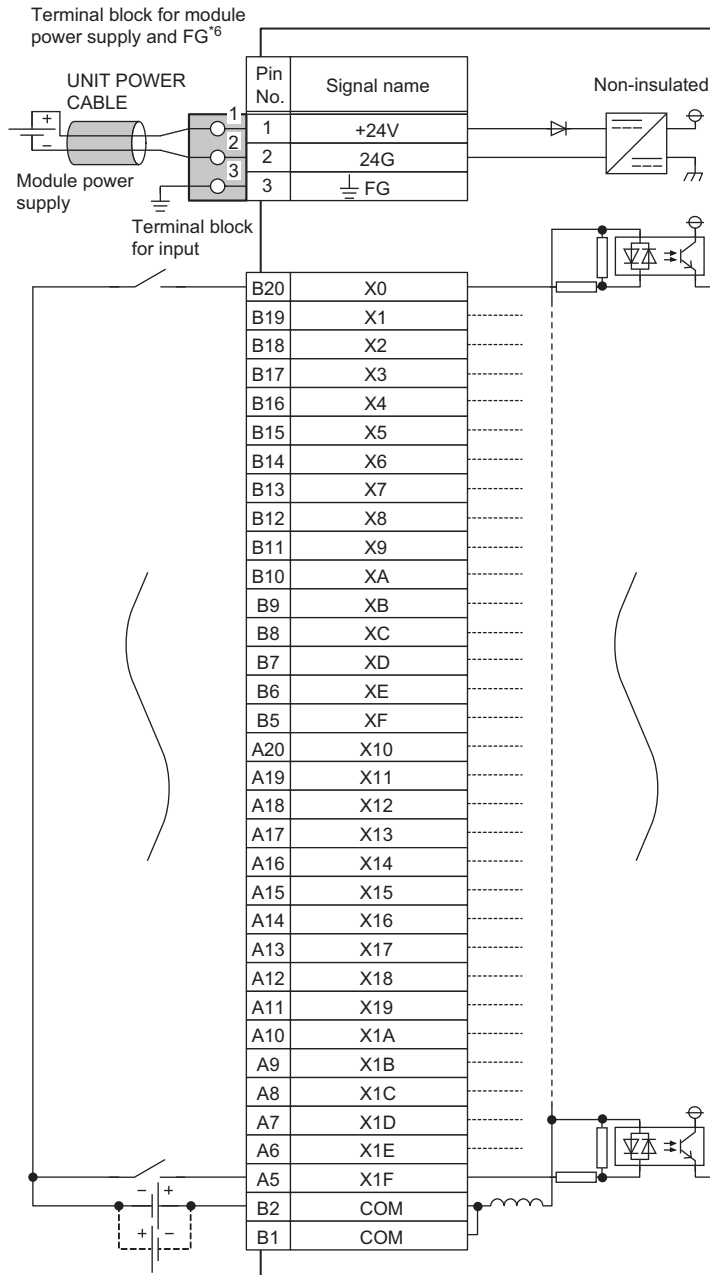 Terminal block for module
power supply and FG*6
UNIT POWER
CABLE
+
−
Module power
supply
1
2
3
Terminal block
for input
Pin
No.
Signal name
1 +24V
2 24G
3 FG
Non-insulated
B20 X0
B19 X1
B18 X2
B17 X3
B16 X4
B15 X5
B14 X6
B13 X7
B12 X8
B11 X9
B10 XA
B9 XB
B8 XC
B7 XD
B6 XE
B5 XF
A20 X10
A19 X11
A18 X12
A17 X13
A16 X14
A15 X15
A14 X16
A13 X17
A12 X18
A11 X19
A10 X1A
A9 X1B
A8 X1C
A7 X1D
A6 X1E
A5 X1F
B2 COM
B1 COM
− +
+ −